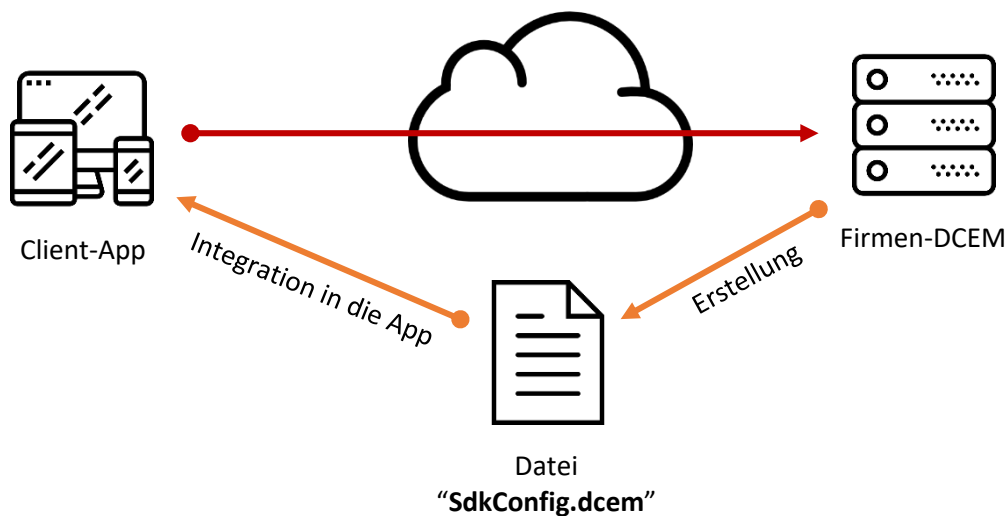 Client-App
Firmen-DCEM
Integration in die App
Erstellung
Datei
“SdkConfig.dcem”